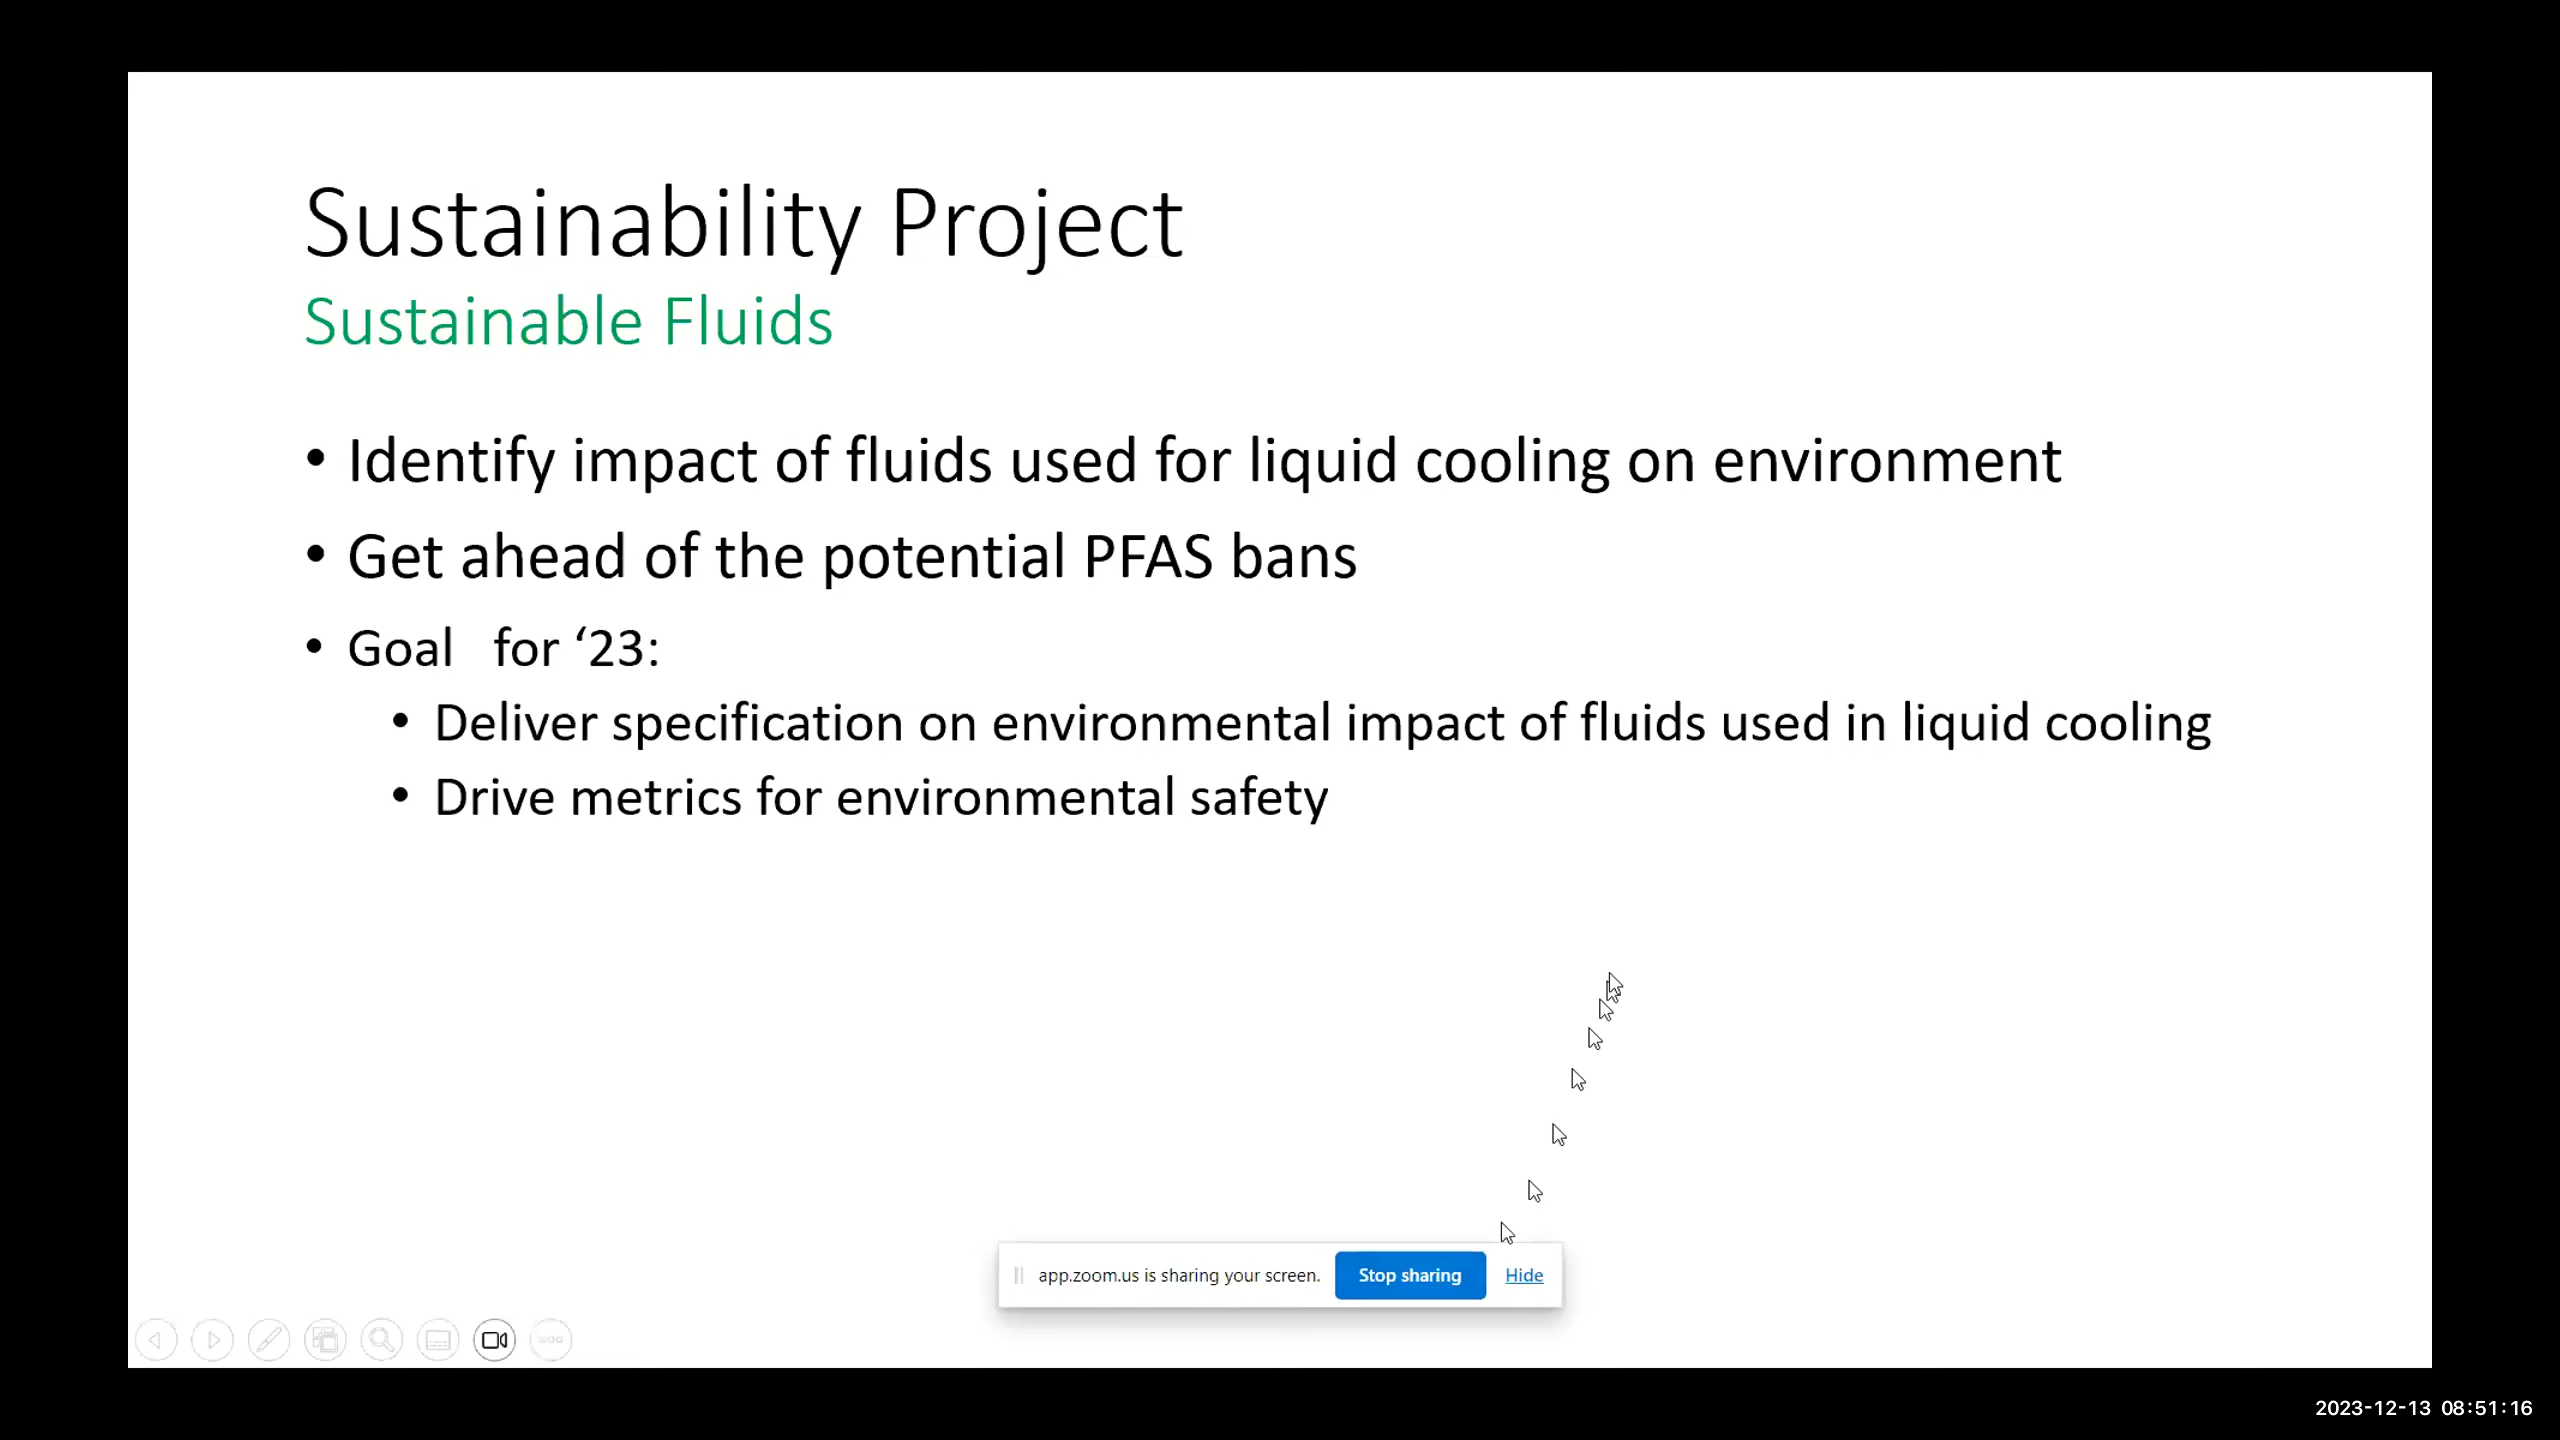 Sustainability Project
Sustainable Fluids
• Identify impact of fluids used for liquid cooling on environment
• Get ahead of the potential PFAS bans
• Goal   for ‘23:
• Deliver specification on environmental impact of fluids used in liquid cooling
• Drive metrics for environmental safety
app.zoom.us is sharing your screen. Stop sharing Hide
2023-12-13 08:51:16